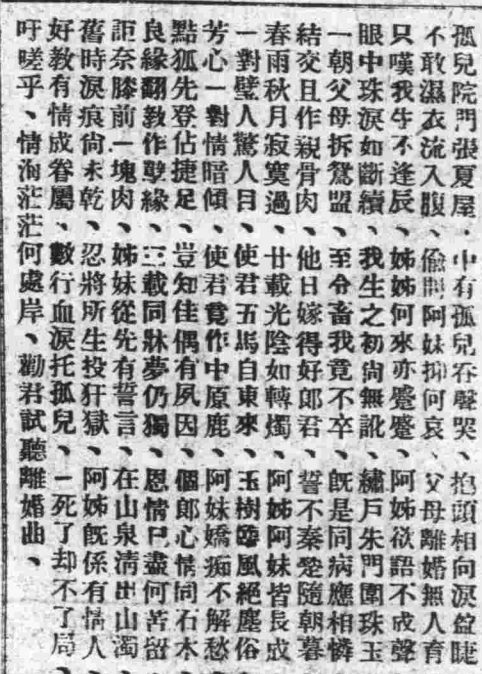 孤兒院門張夏屋、中有孤兒吞聲哭、抱頭相向淚盈睫
不敢濕衣流入腹、偸問阿妹抑何哀、父母離婚無人育
只嘆我生不逢辰、姊姊何來亦蹙蹙、阿姊欲語不成聲
眼中珠淚如斷續、我生之初尙無訛、繡戶朱門圍珠玉
一朝父母拆鴛盟、至令畜我竟不卒、旣是同病應相憐
結交且作親骨肉、他日嫁得好郞君、誓不秦楚隨朝暮
春雨秋月寂寞過、廿載光陰如轉燭、阿姊阿妹皆長成
一對璧人驚人目、使君五馬自東來、玉樹臨風絕塵俗
芳心一對情暗傾、使君竟作中原鹿、阿妹嬌痴不解愁
點狐先登佔捷足、豈知佳偶有夙因、個郞心情同石木
良緣翻敎作孽緣、三載同牀夢仍獨、恩情已盡何苦留
詎奈膝前一塊肉、姊妹從先有誓言、在山泉淸出山濁
舊時淚痕尙未乾、忍將所生投犴獄、阿姊旣係有情人
好敎有情成眷屬、數行血淚托孤兒、一死了却不了局、
吁嗟乎、情海茫茫何處岸、勸君試聽離婚曲、